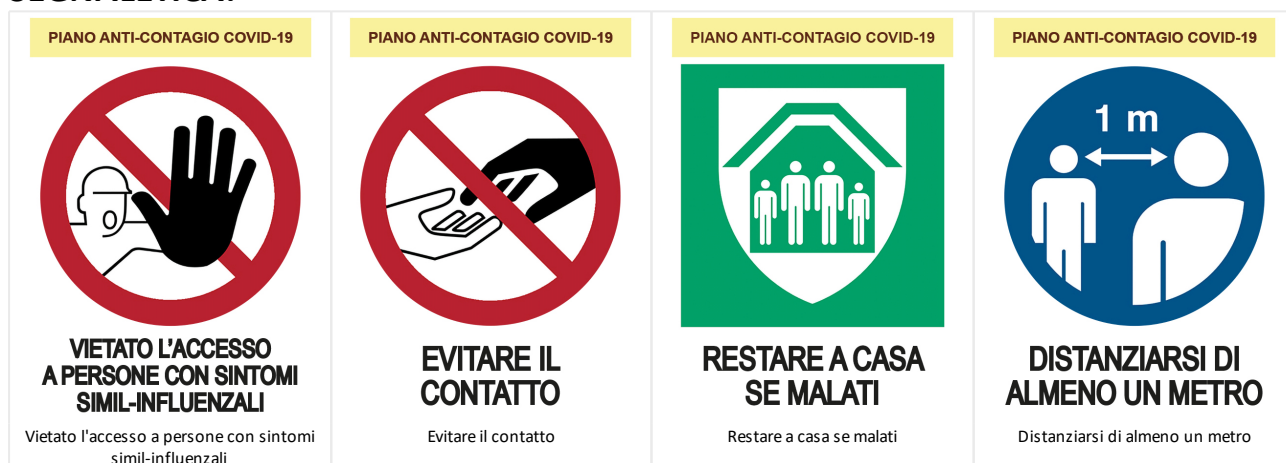 SEGNALETICA:
PIANO ANTI-CONTAGIO COVID-19
VIETATO L'ACCESSO
A PERSONE CON SINTOMI
SIMIL-INFLUENZALI
Vietato l'accesso a persone con sintomi
simil-influenzali
PIANO ANTI-CONTAGIO COVID-19
EVITARE IL
CONTATTO
Evitare il contatto
PIANO ANTI-CONTAGIO COVID-19
RESTARE A CASA
SE MALATI
Restare a casa se malati
PIANO ANTI-CONTAGIO COVID-19
1 m
DISTANZIARSI DI
ALMENO UN METRO
Distanziarsi di almeno un metro